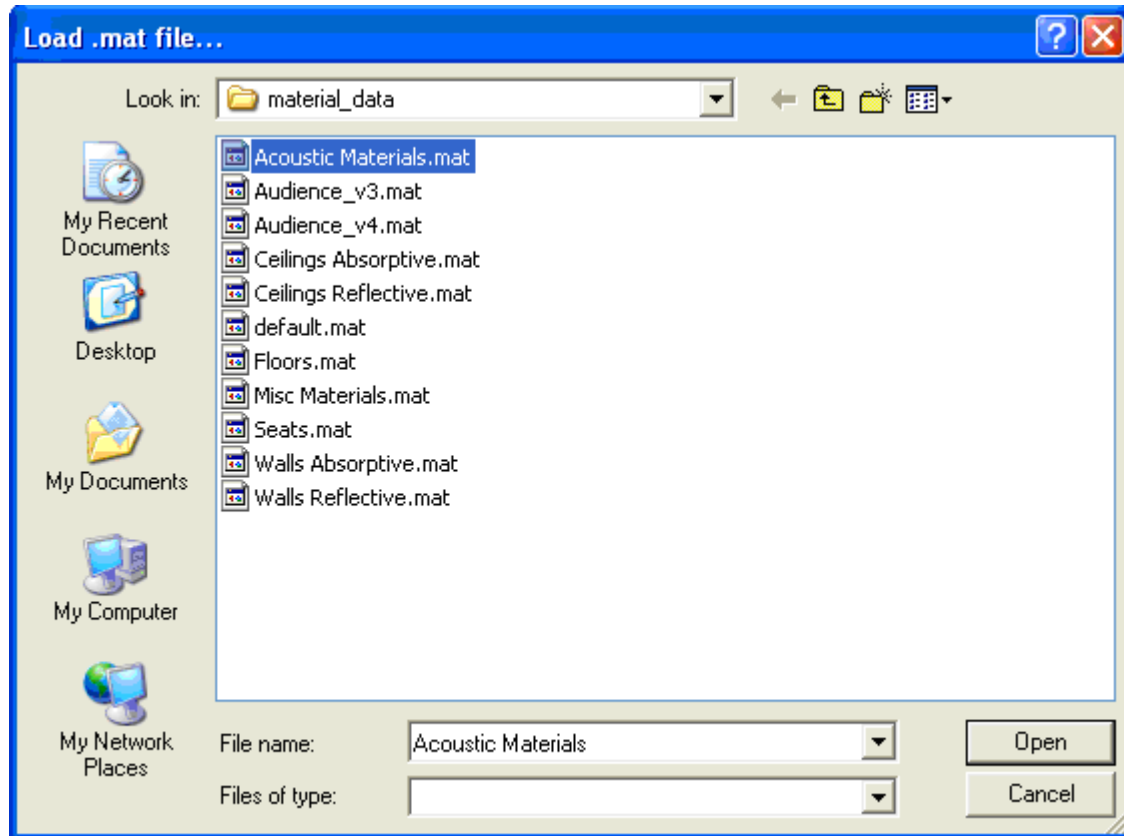 Load .mat file...
Look in:
material_data
Acoustic Materials.mat
Audience_v3.mat
Audience_v4.mat
Ceilings Absorptive.mat
Ceilings Reflective.mat
default.mat
Floors.mat
Misc Materials.mat
Seats.mat
Walls Absorptive.mat
Walls Reflective.mat
My Recent
Documents
Desktop
My Documents
My Computer
My Network
Places
File name:
Acoustic Materials
Open
Files of type:
Cancel